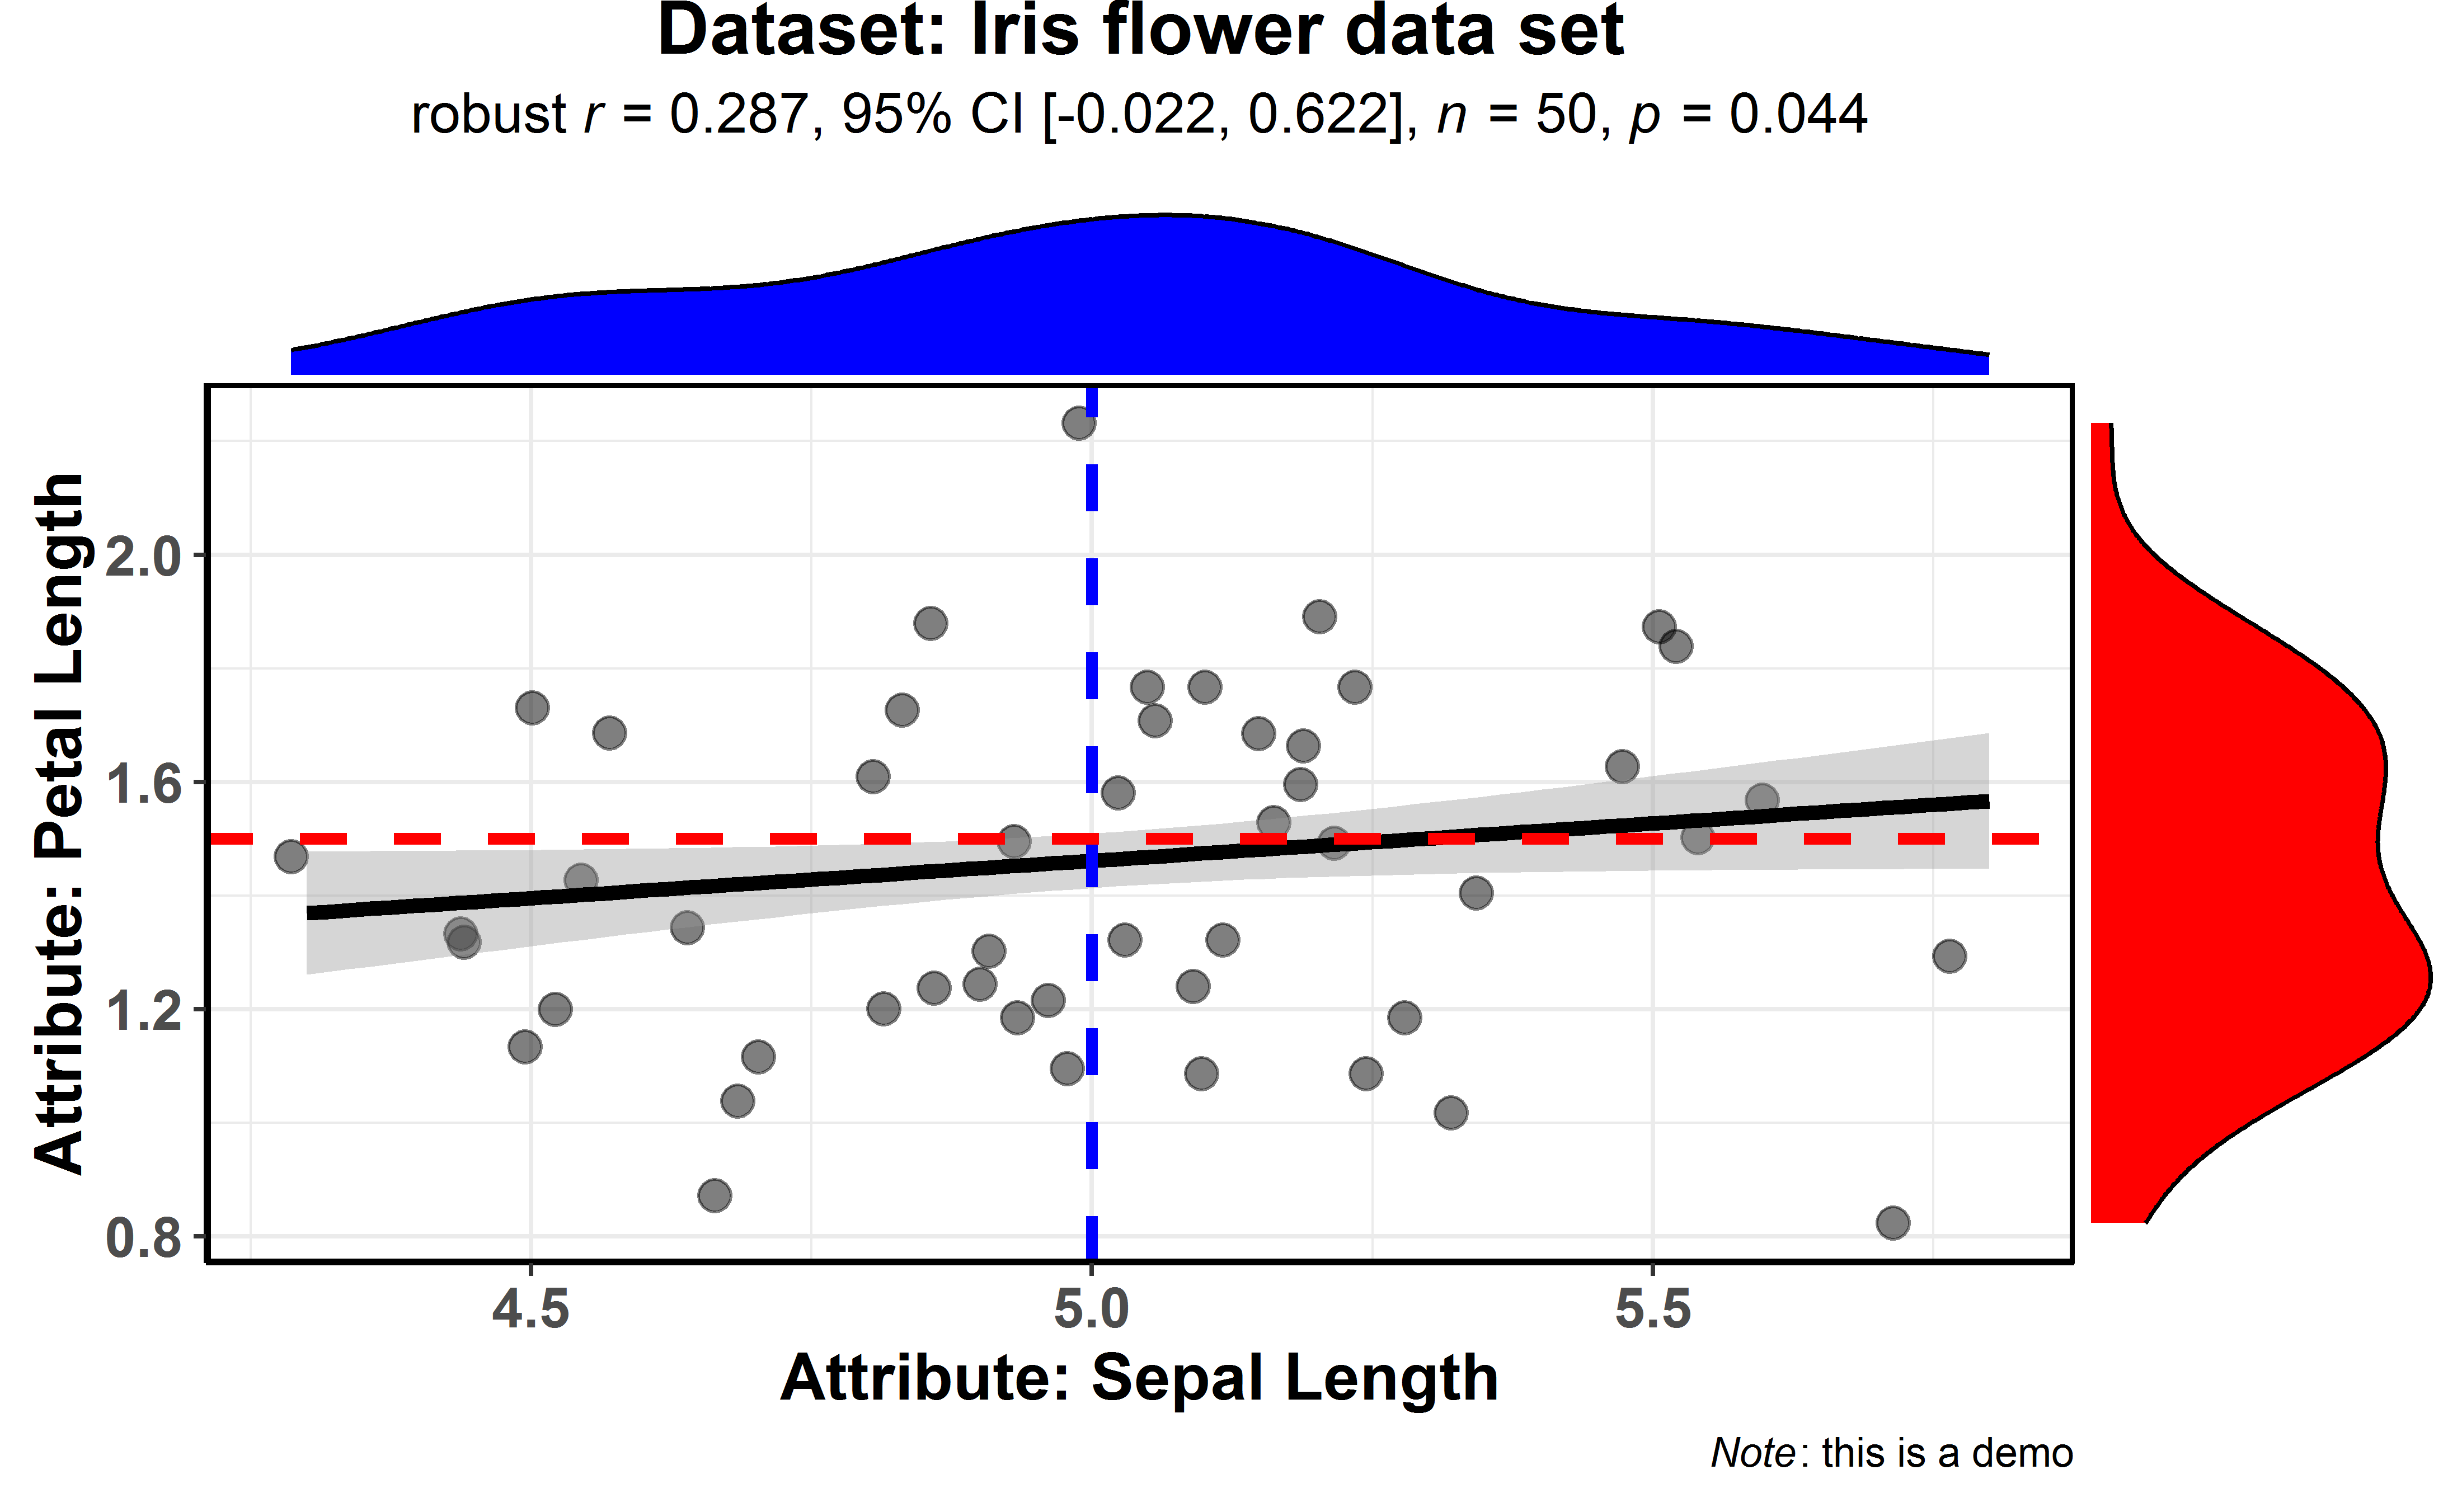 Dataset: Iris flower data set
robust r = 0.287, 95% CI [-0.022, 0.622], n = 50, p = 0.044
Attribute: Petal Length
2.0
1.6
1.2
0.8
4.5 5.0 5.5
Attribute: Sepal Length
Note: this is a demo